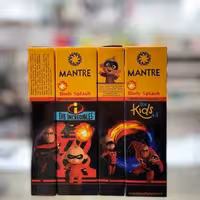 MANTRE
Body Splash
MANTRE
Body Splash
THE INCREDIBLES
Kids